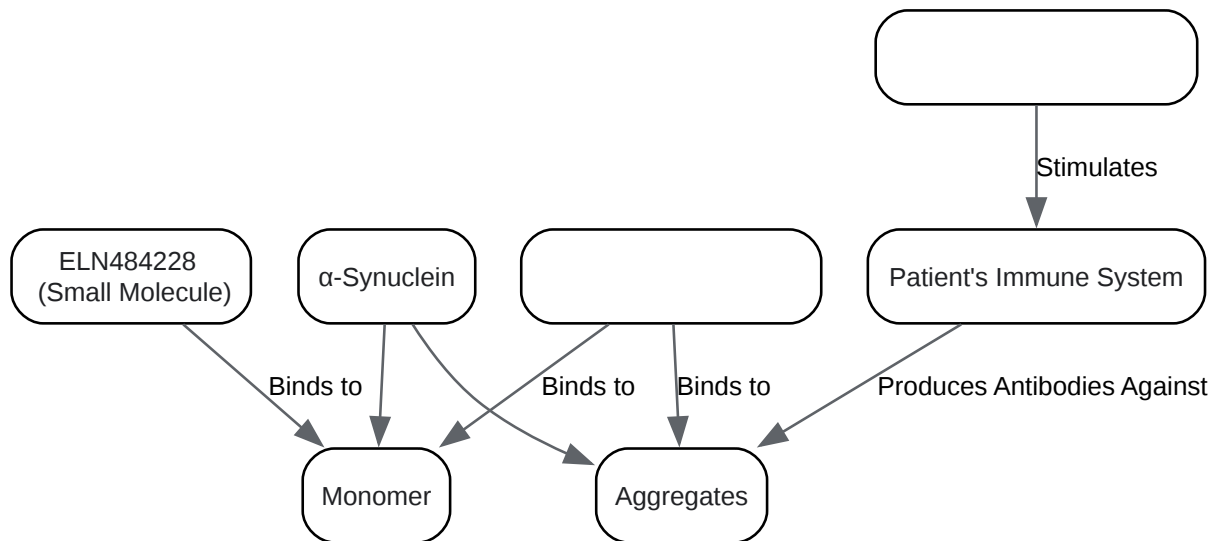 Stimulates
ELN484228
(Small Molecule)
α-Synuclein
Patient's Immune System
Binds to
Binds to
Binds to
Produces Antibodies Against
Monomer
Aggregates